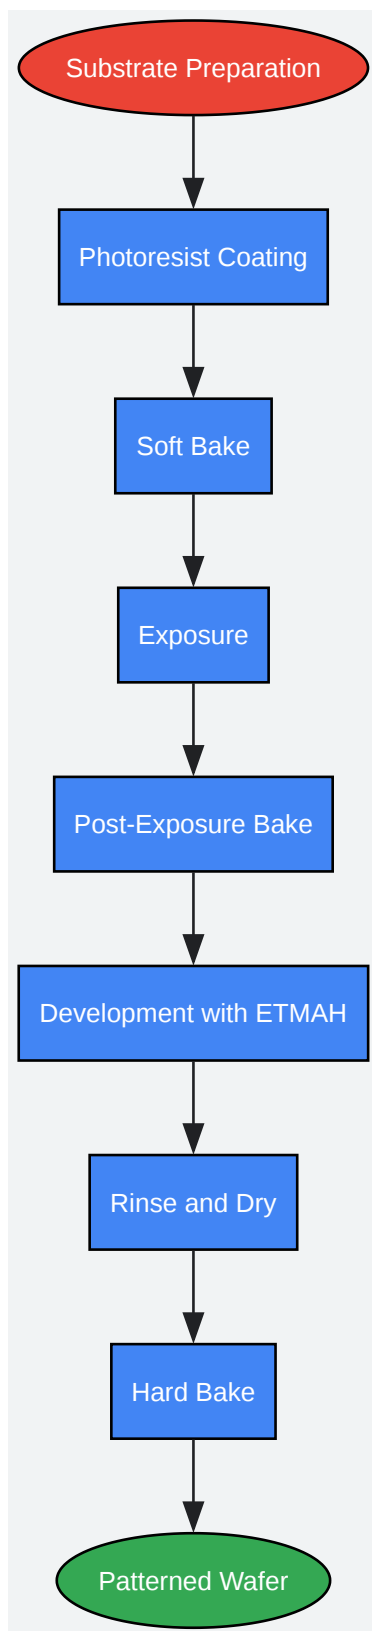 Substrate Preparation
Photoresist Coating
Soft Bake
Exposure
Post-Exposure Bake
Development with ETMAH
Rinse and Dry
Hard Bake
Patterned Wafer